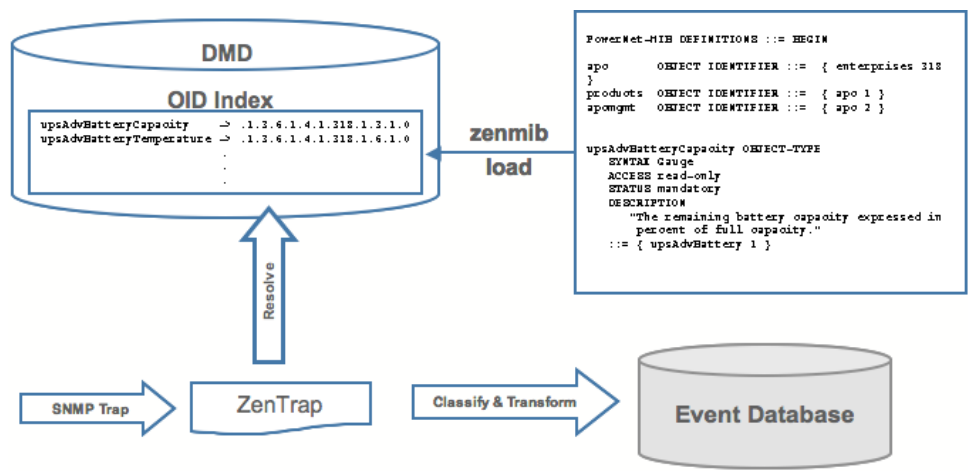 DMD
OID Index
upsAdvBatteryCapacity -> .1.3.6.1.4.1.318.1.3.1.0
upsAdvBatteryTemperature -> .1.3.6.1.4.1.318.1.6.1.0
.
.
.
zenmib
load
PowerNet-MIB DEFINITIONS ::= BEGIN
apc OBJECT IDENTIFIER ::= { enterprises 318
}
products OBJECT IDENTIFIER ::= { apc 1 }
apcmgmt OBJECT IDENTIFIER ::= { apc 2 }
upsAdvBatteryCapacity OBJECT-TYPE
SYNTAX Gauge
ACCESS read-only
STATUS mandatory
DESCRIPTION
"The remaining battery capacity expressed in
percent of full capacity."
::= { upsAdvBattery 1 }
Resolve
SNMP Trap
ZenTrap
Classify & Transform
Event Database